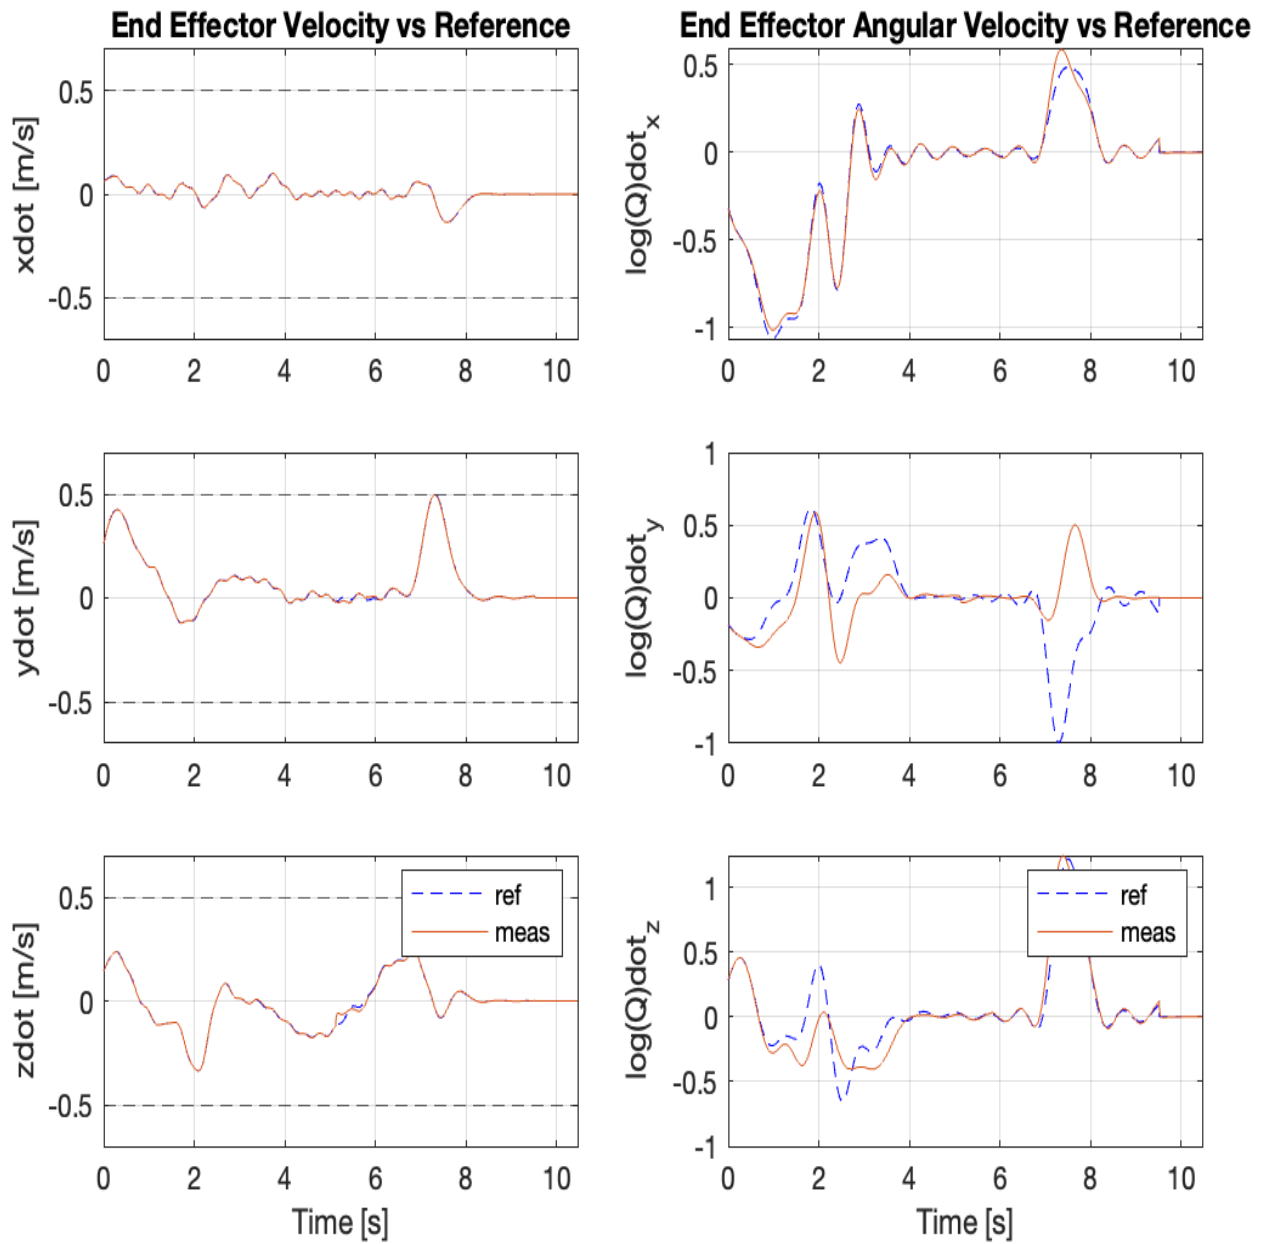 End Effector Velocity vs Reference
xdot [m/s]
0.5
0
-0.5
0 2 4 6 8 10
End Effector Angular Velocity vs Reference
log(Q)dot_x
0.5
0
-0.5
-1
0 2 4 6 8 10
ydot [m/s]
0.5
0
-0.5
0 2 4 6 8 10
log(Q)dot_y
1
0.5
0
-0.5
-1
0 2 4 6 8 10
zdot [m/s]
0.5
0
-0.5
ref
meas
0 2 4 6 8 10
Time [s]
log(Q)dot_z
1
0.5
0
-0.5
-1
ref
meas
0 2 4 6 8 10
Time [s]